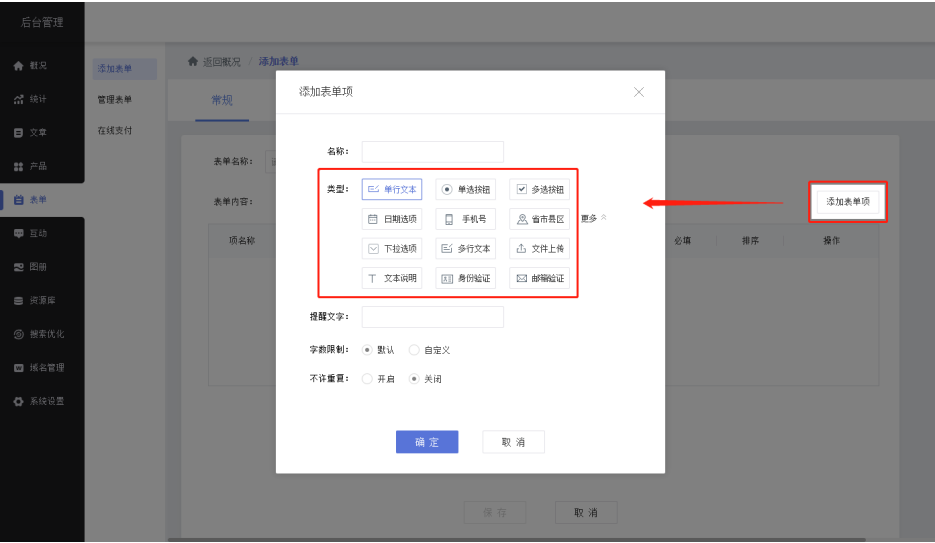 后台管理
概况
统计
文章
产品
表单
互动
图册
资源库
搜索优化
域名管理
系统设置
添加表单
管理表单
在线支付
返回概况 / 添加表单
常规
表单名称：
表单内容：
添加表单项
项名称 必填 排序 操作
添加表单项
名称：
类型： 单行文本 单选按钮 多选按钮
日期选项 手机号 省市县区 更多
下拉选项 多行文本 文件上传
文本说明 身份验证 邮箱验证
提醒文字：
字数限制： 默认 自定义
不许重复： 开启 关闭
确定 取消
保存 取消